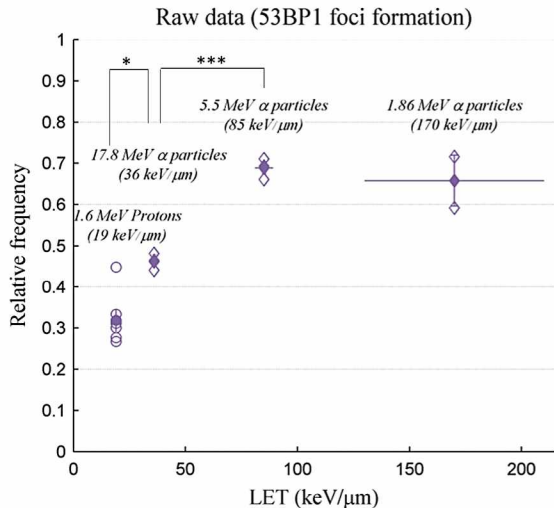 Raw data (53BP1 foci formation)
1
0.9
0.8
0.7
0.6
0.5
0.4
0.3
0.2
0.1
0
Relative frequency
*
***
5.5 MeV α particles
(85 keV/μm)
1.86 MeV α particles
(170 keV/μm)
17.8 MeV α particles
(36 keV/μm)
1.6 MeV Protons
(19 keV/μm)
0
50
100
150
200
LET (keV/μm)